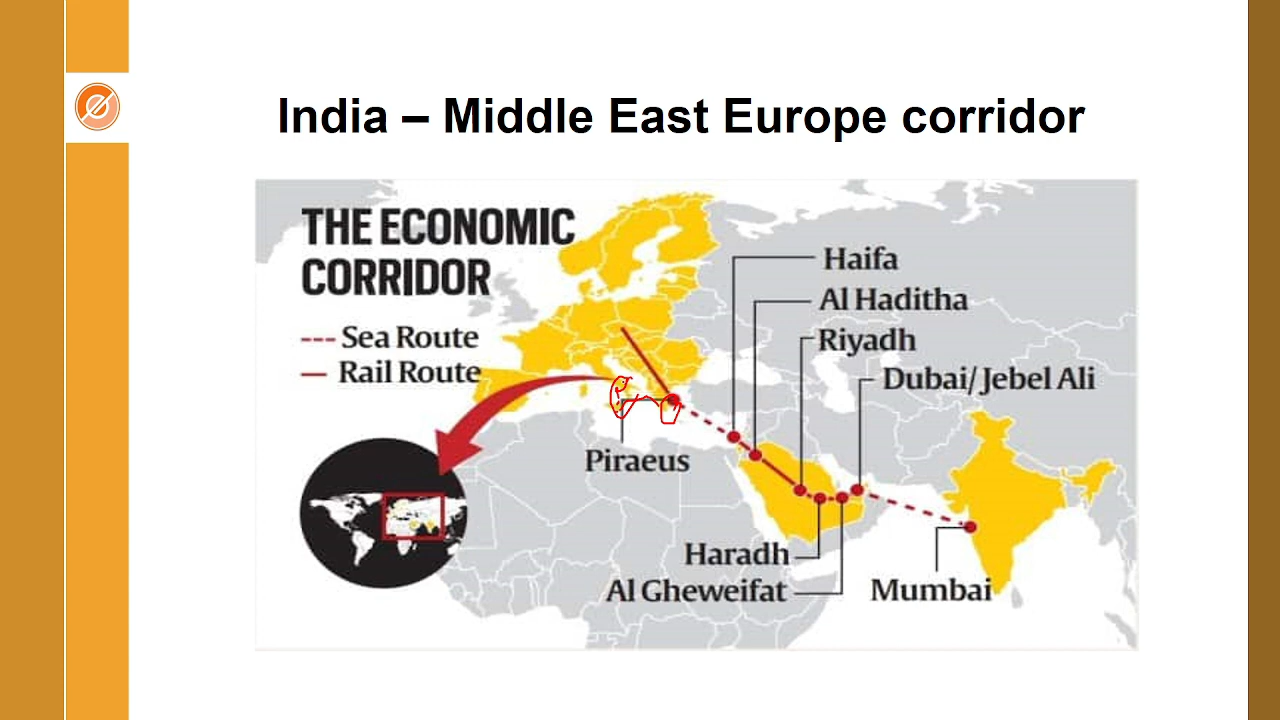 India – Middle East Europe corridor
THE ECONOMIC
CORRIDOR
Sea Route
Rail Route
Haifa
Al Haditha
Riyadh
Dubai/ Jebel Ali
Piraeus
Haradh
Al Gheweifat
Mumbai